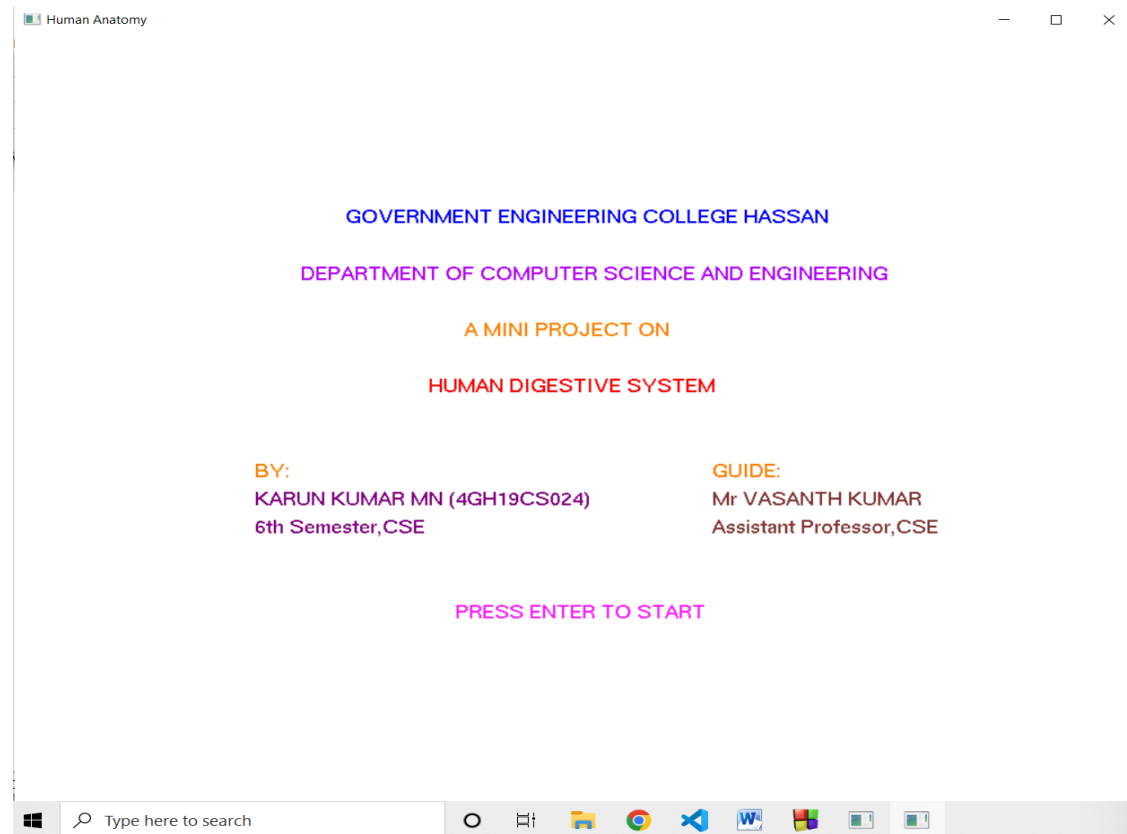 Human Anatomy
GOVERNMENT ENGINEERING COLLEGE HASSAN
DEPARTMENT OF COMPUTER SCIENCE AND ENGINEERING
A MINI PROJECT ON
HUMAN DIGESTIVE SYSTEM
BY:
KARUN KUMAR MN (4GH19CS024)
6th Semester,CSE
GUIDE:
Mr VASANTH KUMAR
Assistant Professor,CSE
PRESS ENTER TO START
Type here to search